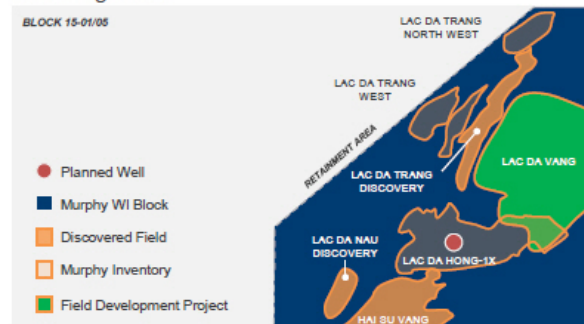 BLOCK 15-01/05
LAC DA TRANG
NORTH WEST
LAC DA TRANG
WEST
RETAINMENT AREA
LAC DA VANG
LAC DA TRANG
DISCOVERY
Planned Well
Murphy WI Block
Discovered Field
Murphy Inventory
Field Development Project
LAC DA NAU
DISCOVERY
LAC DA HONG-1X
HAI SU VANG